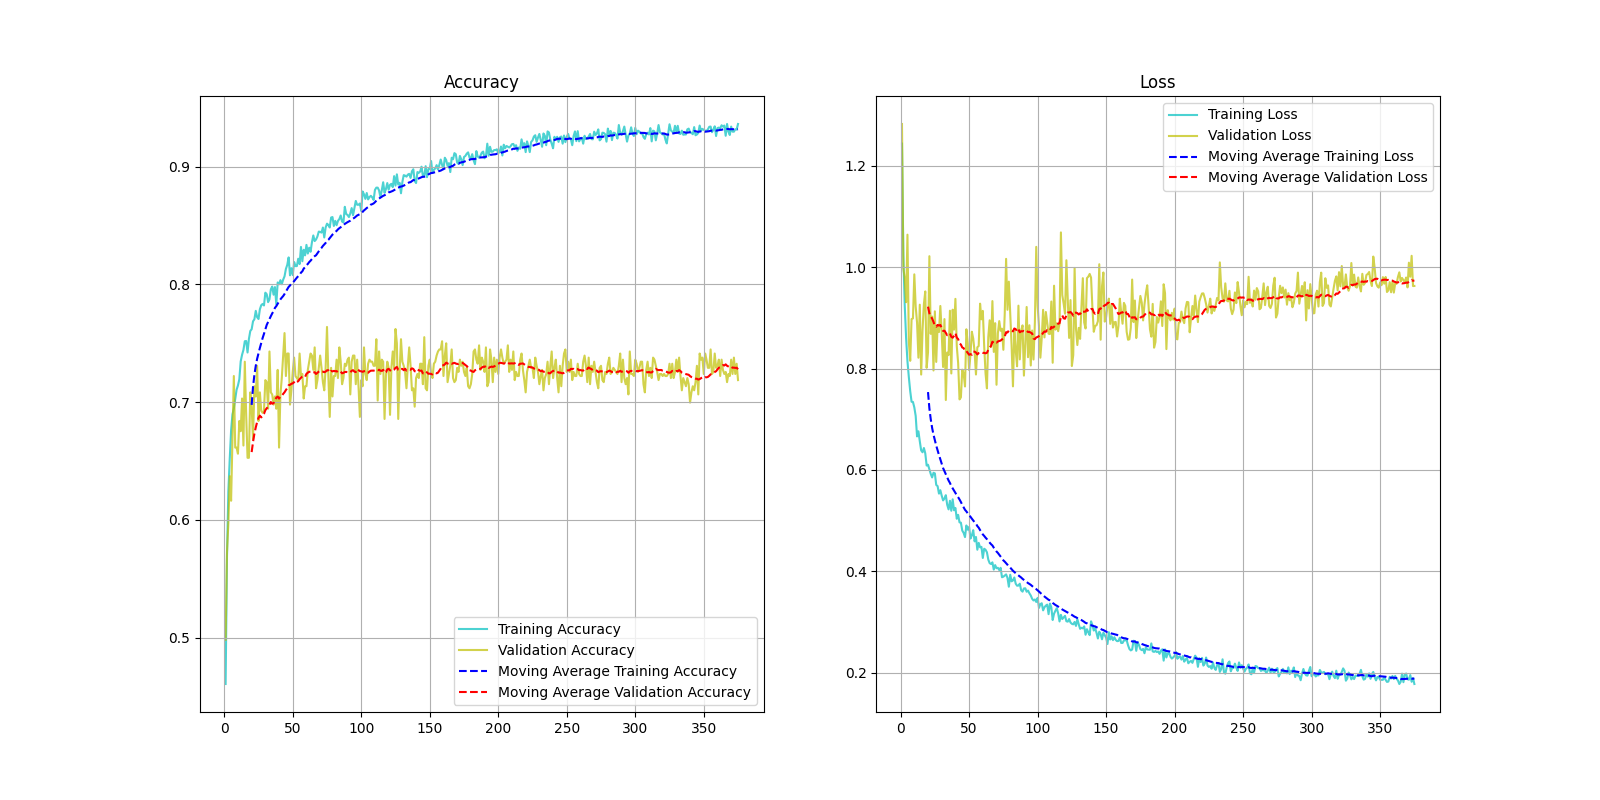 Accuracy
0.9
0.8
0.7
0.6
0.5
0 50 100 150 200 250 300 350
Training Accuracy
Validation Accuracy
Moving Average Training Accuracy
Moving Average Validation Accuracy
Loss
1.2
1.0
0.8
0.6
0.4
0.2
0 50 100 150 200 250 300 350
Training Loss
Validation Loss
Moving Average Training Loss
Moving Average Validation Loss